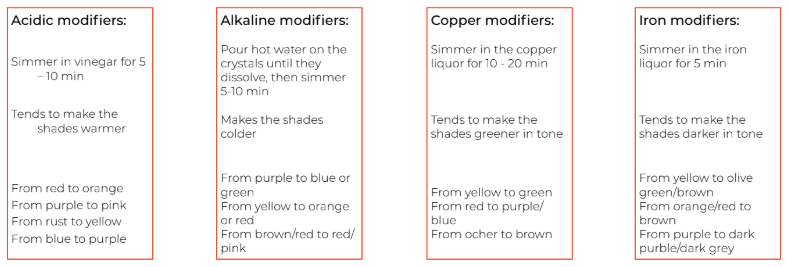 Acidic modifiers:
Simmer in vinegar for 5
– 10 min
Tends to make the
shades warmer
From red to orange
From purple to pink
From rust to yellow
From blue to purple
Alkaline modifiers:
Pour hot water on the
crystals until they
dissolve, then simmer
5-10 min
Makes the shades
colder
From purple to blue or
green
From yellow to orange
or red
From brown/red to red/
pink
Copper modifiers:
Simmer in the copper
liquor for 10 - 20 min
Tends to make the
shades greener in tone
From yellow to green
From red to purple/
blue
From ocher to brown
Iron modifiers:
Simmer in the iron
liquor for 5 min
Tends to make the
shades darker in tone
From yellow to olive
green/brown
From orange/red to
brown
From purple to dark
purble/dark grey